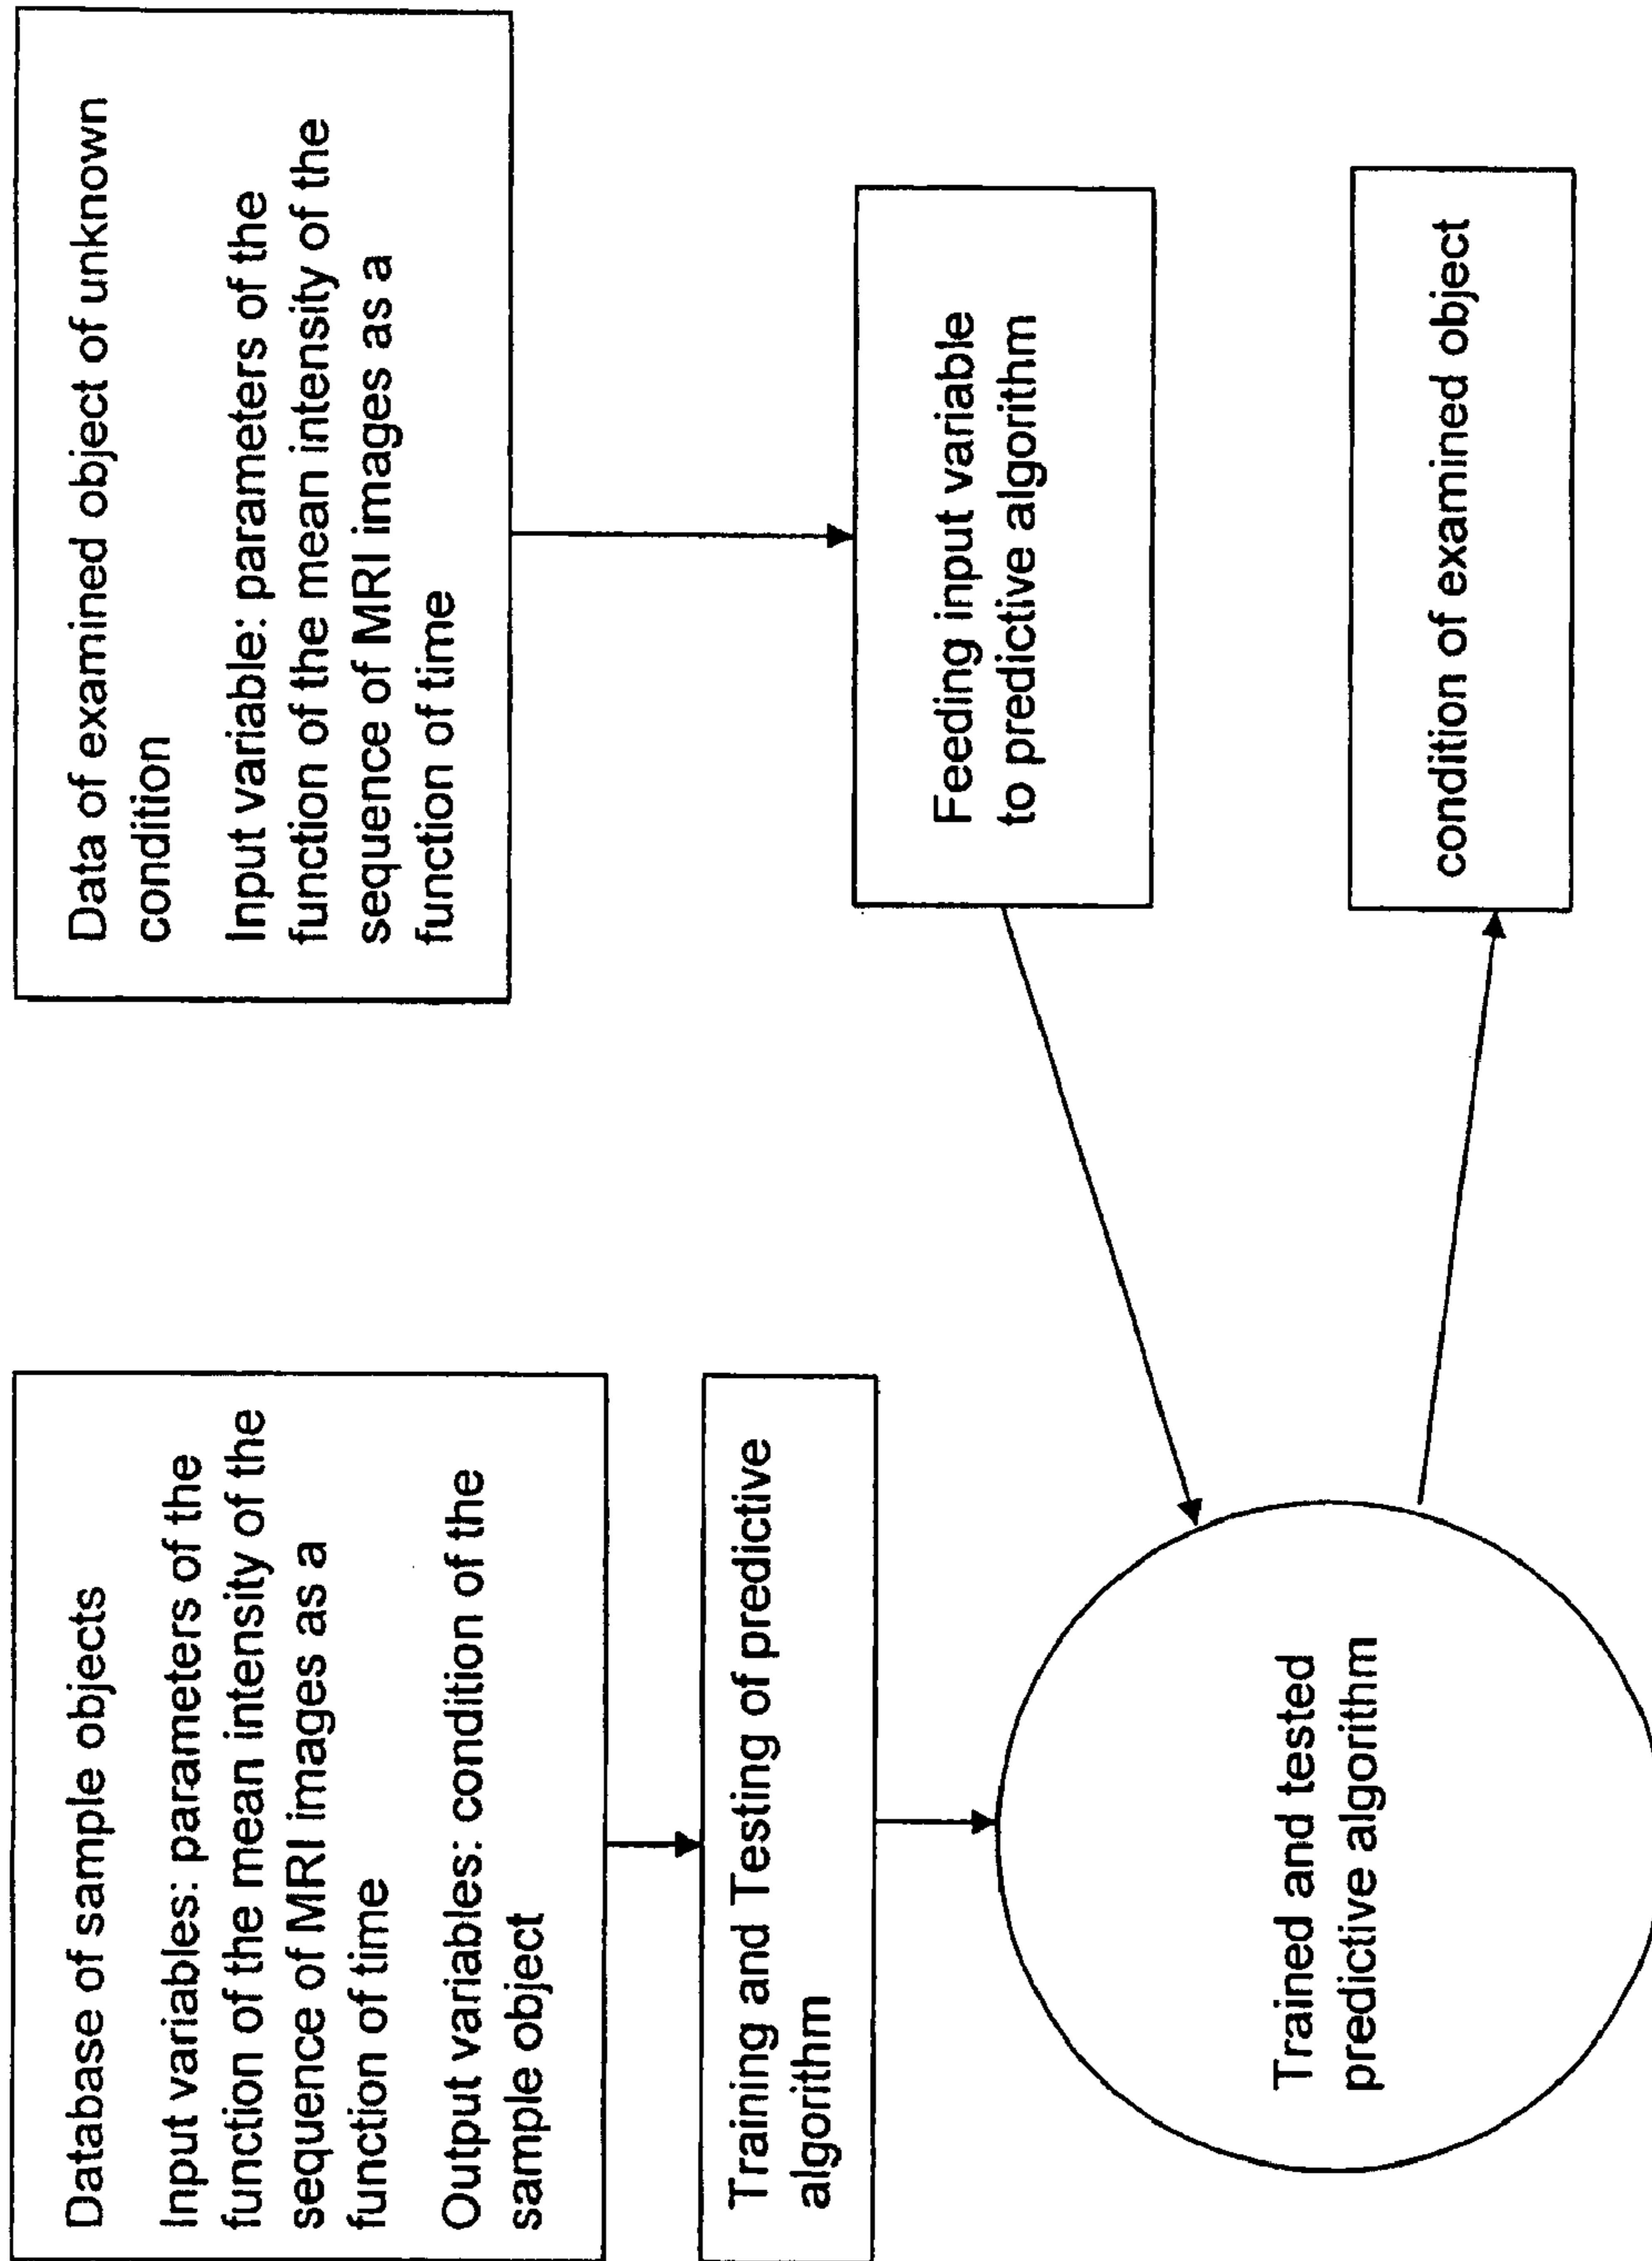 Database of sample objects
Input variables: parameters of the
function of the mean intensity of the
sequence of MRI images as a
function of time
Output variables: condition of the
sample object
Training and Testing of predictive
algorithm
Trained and tested
predictive algorithm
Data of examined object of unknown
condition
Input variable: parameters of the
function of the mean intensity of the
sequence of MRI images as a
function of time
Feeding input variable
to predictive algorithm
condition of examined object